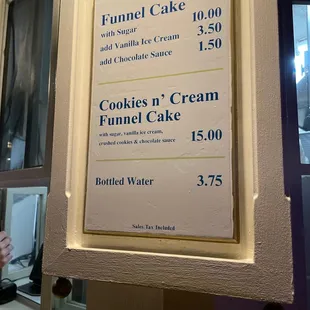 Funnel Cake
with Sugar 10.00
add Vanilla Ice Cream 3.50
add Chocolate Sauce 1.50
Cookies n' Cream
Funnel Cake
with sugar, vanilla ice cream,
crushed cookies & chocolate sauce 15.00
Bottled Water 3.75
Sales Tax Included